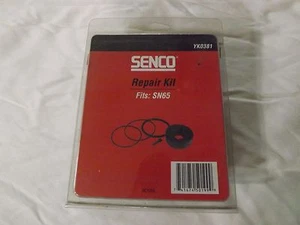 YK0381
SENCO
Repair Kit
Fits: SN65